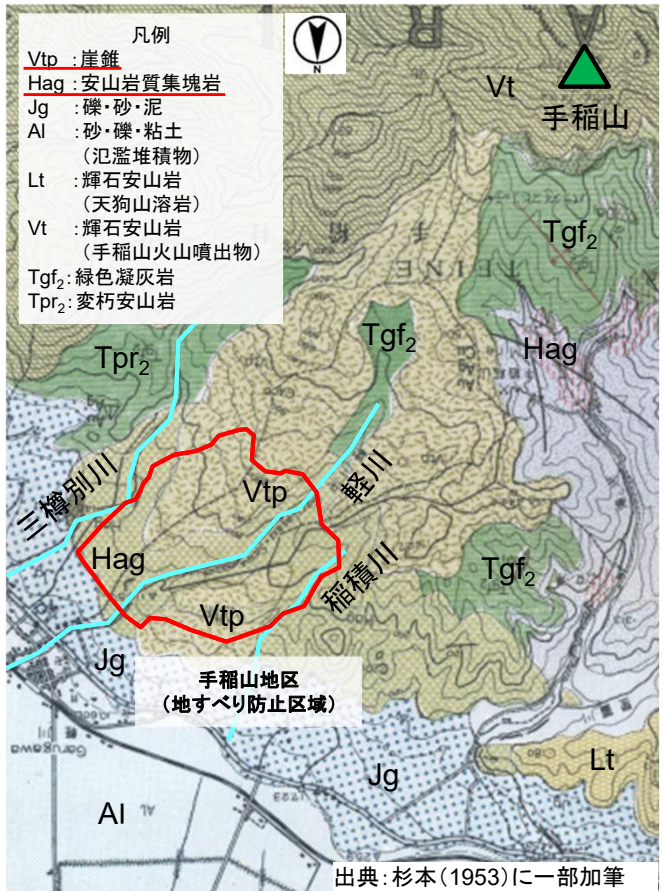 凡例
Vtp :崖錐
Hag :安山岩質集塊岩
Jg :礫・砂・泥
Al :砂・礫・粘土
(氾濫堆積物)
Lt :輝石安山岩
(天狗山溶岩)
Vt :輝石安山岩
(手稲山火山噴出物)
Tgf₂:緑色凝灰岩
Tpr₂:変朽安山岩
N
Vt
手稲山
Tgf₂
TEINE
Tgf₂
Hag
Tpr₂
三樽別川
Vtp
軽川
Hag
稲積川
Tgf₂
Vtp
Jg
手稲山地区
(地すべり防止区域)
Garugawa
Jg
Lt
Al
AL
1723
出典:杉本(1953)に一部加筆